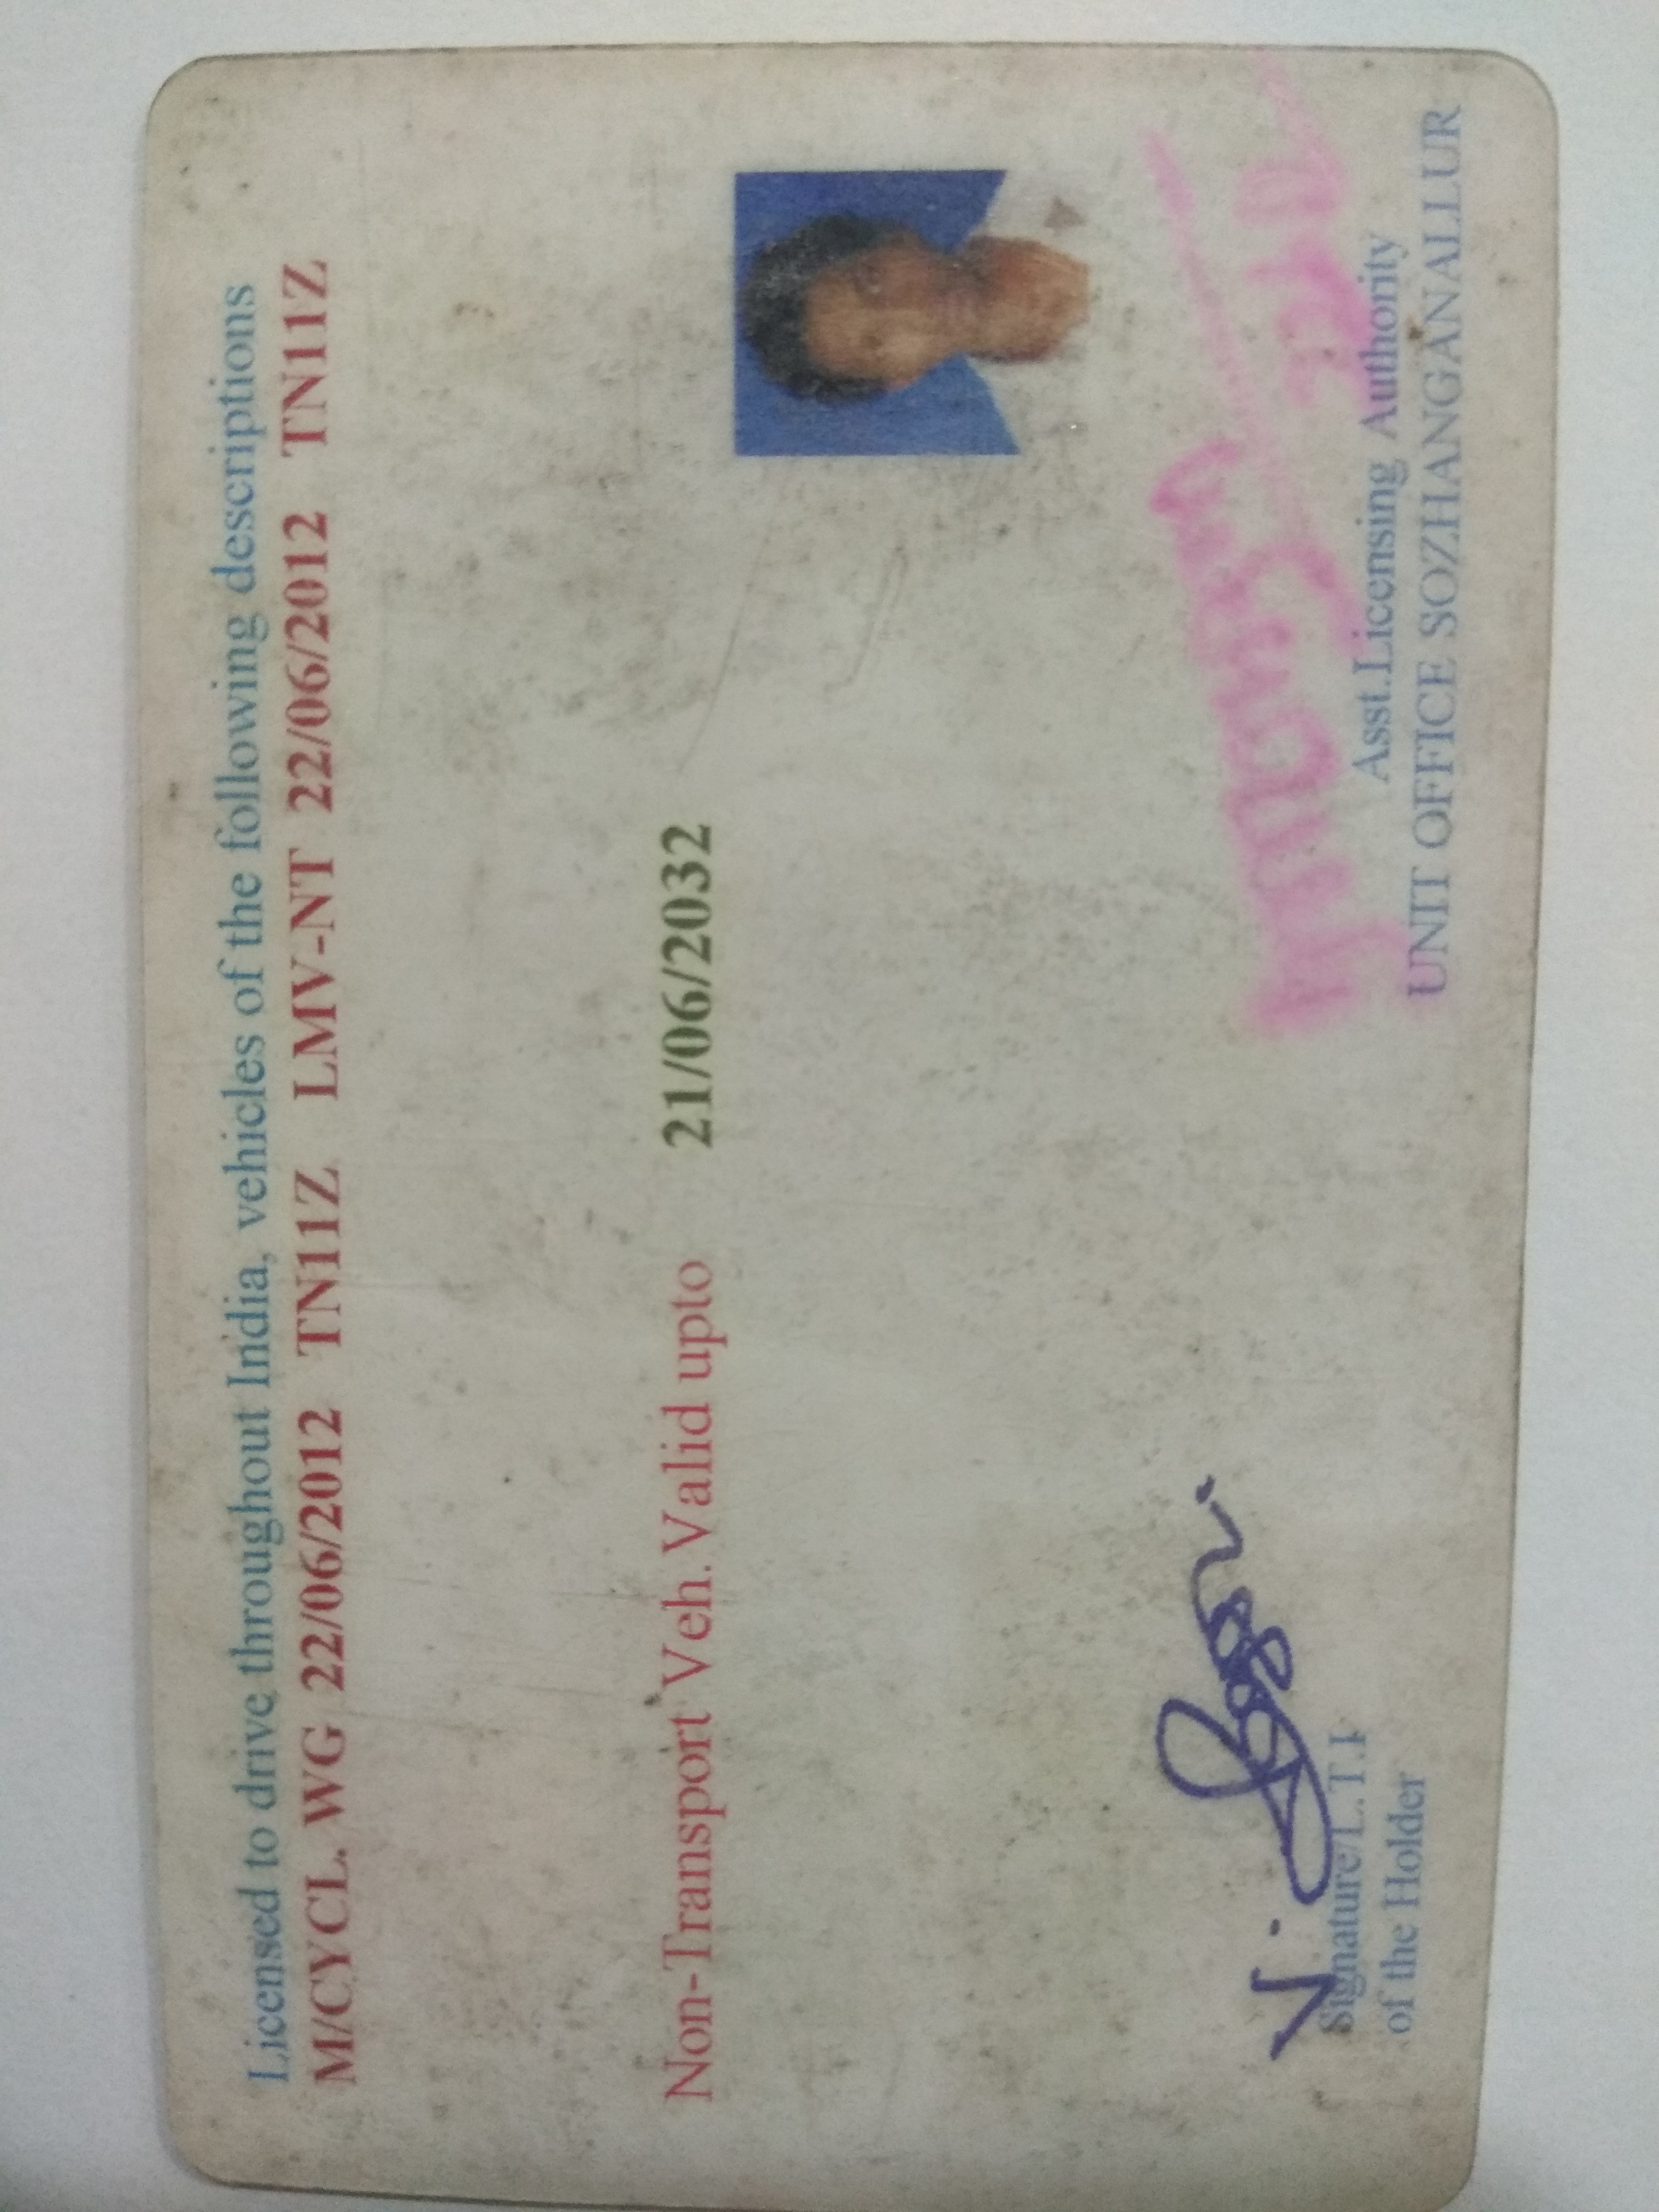 Licensed to drive throughout India, vehicles of the following descriptions
M/CYCL. WG 22/06/2012 TN11Z LMV-NT 22/06/2012 TN11Z
Non-Transport Veh. Valid upto 21/06/2032
V.
Signature/L.T.I
of the Holder
Asst.Licensing Authority
UNIT OFFICE SOZHANGANALLUR